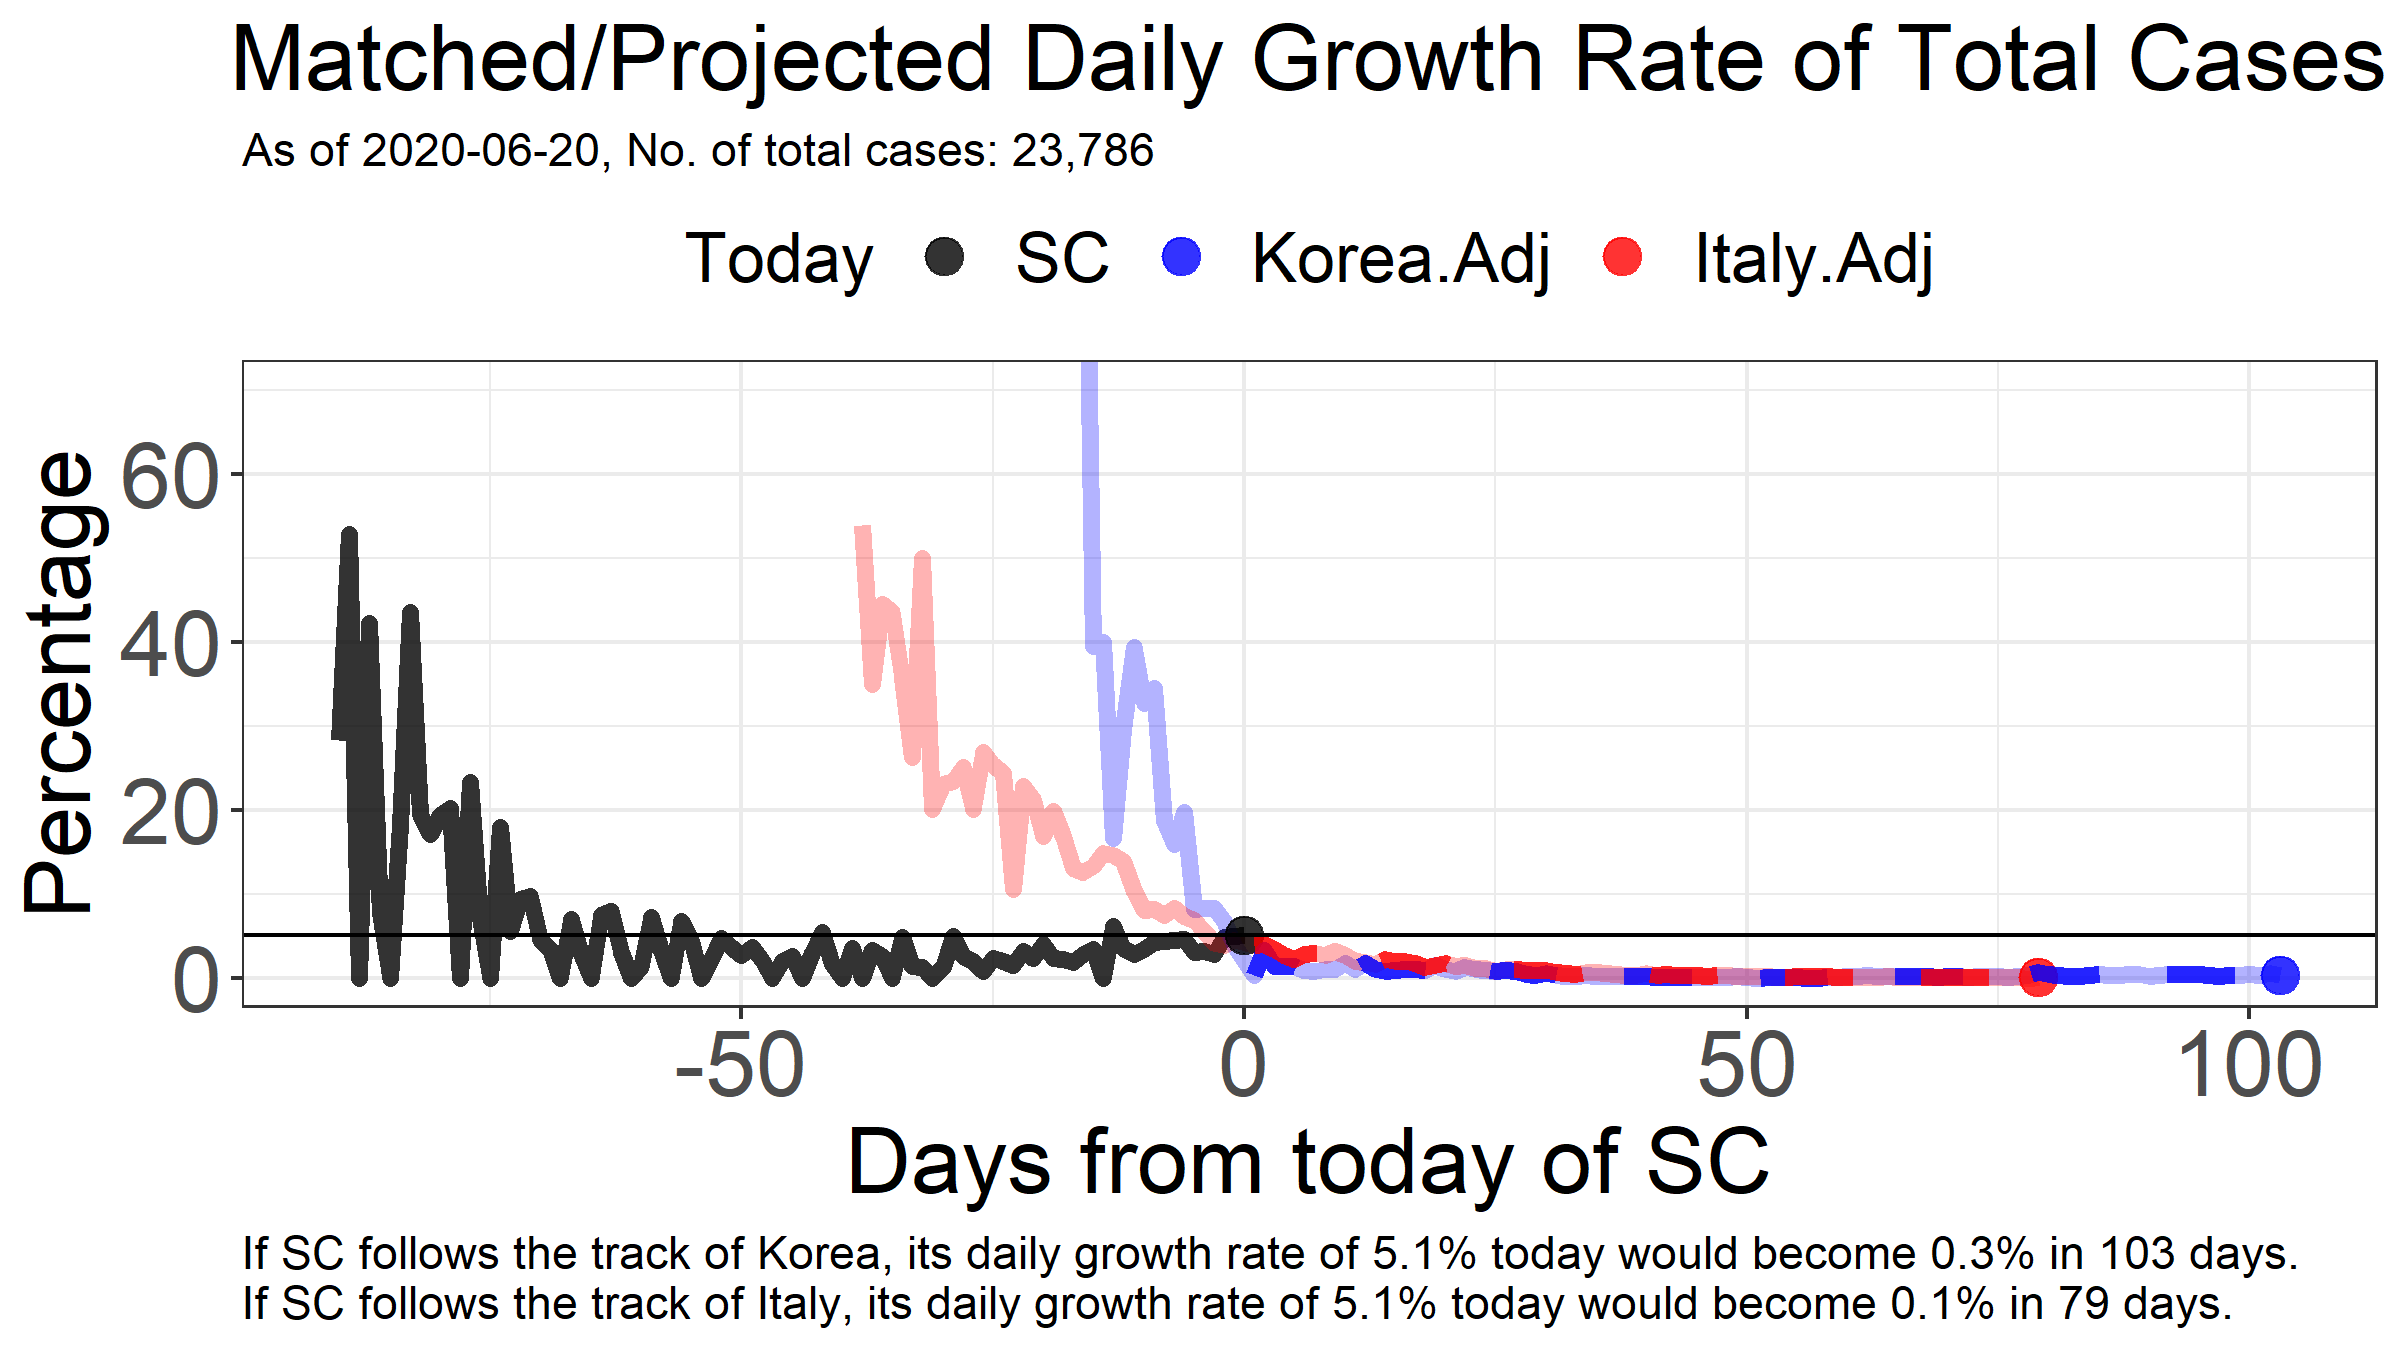 Matched/Projected Daily Growth Rate of Total Cases
As of 2020-06-20, No. of total cases: 23,786
Today SC Korea.Adj Italy.Adj
Percentage
60
40
20
0
-50 0 50 100
Days from today of SC
If SC follows the track of Korea, its daily growth rate of 5.1% today would become 0.3% in 103 days.
If SC follows the track of Italy, its daily growth rate of 5.1% today would become 0.1% in 79 days.